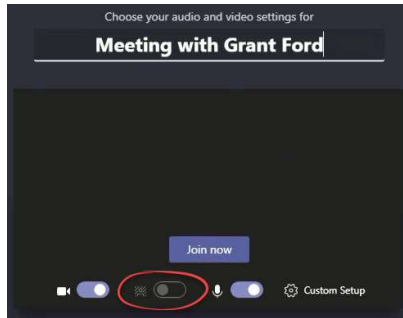 Choose your audio and video settings for
Meeting with Grant Ford
Join now
Custom Setup